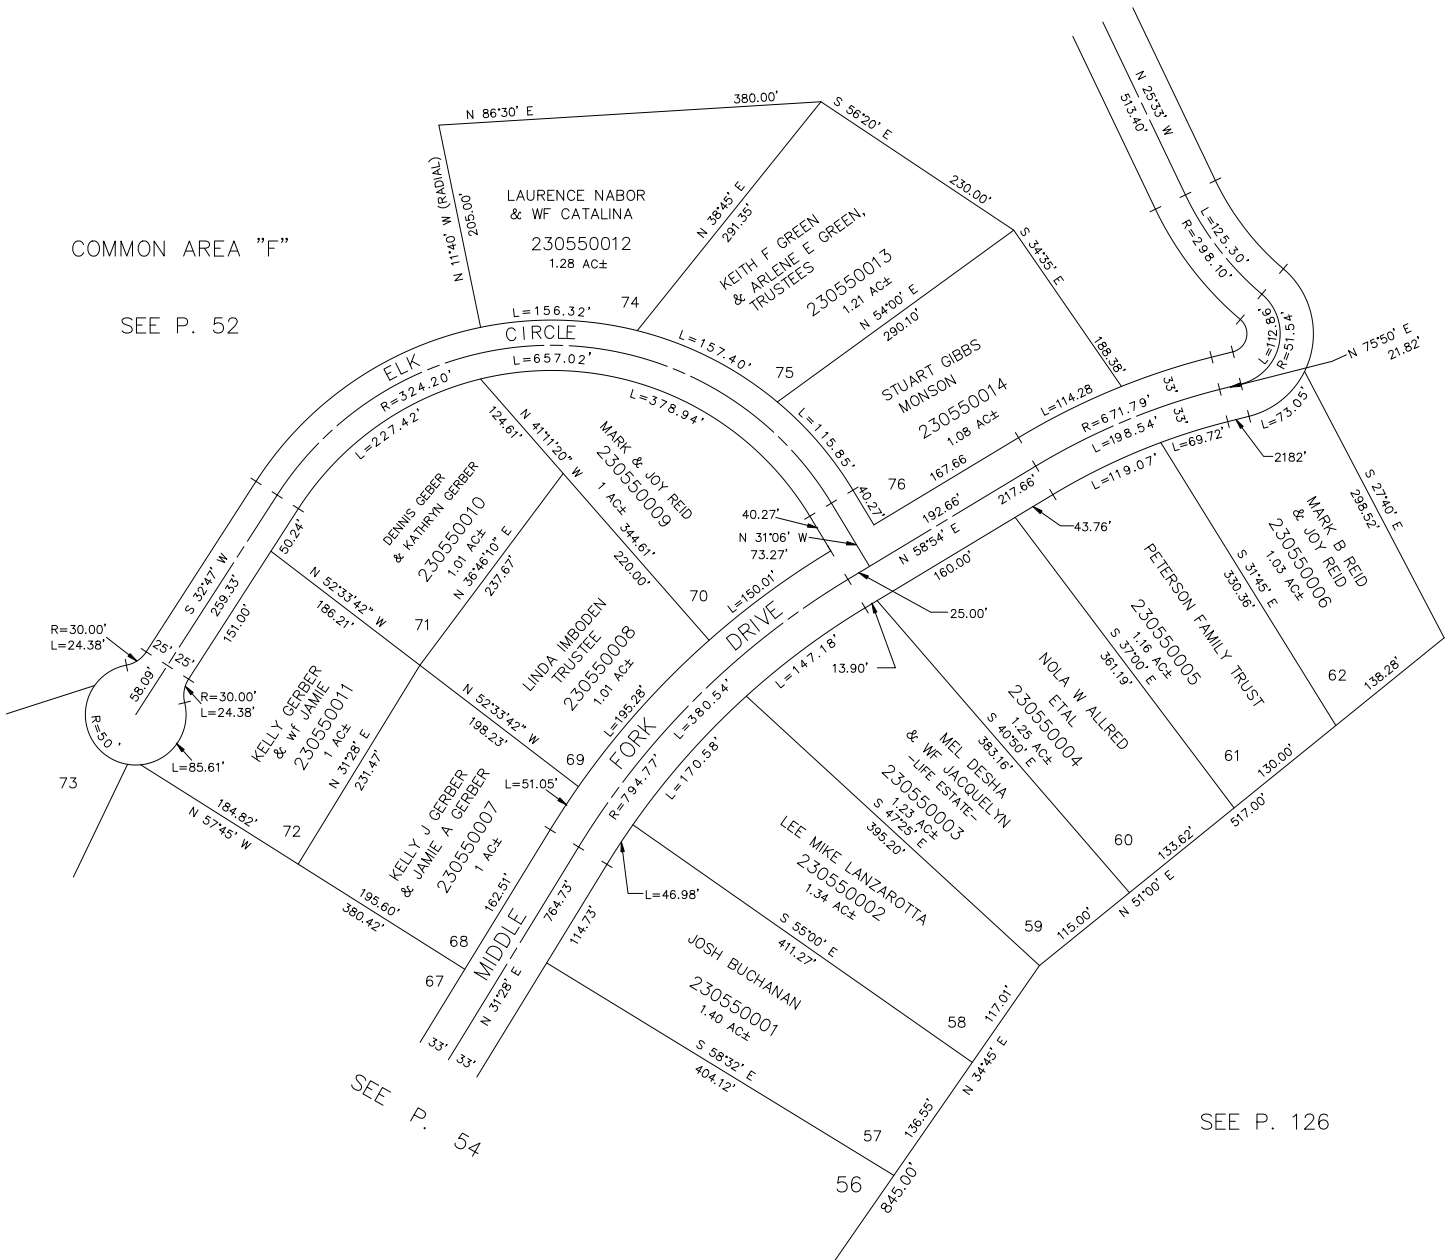 COMMON AREA "F"
SEE P. 52
N 86°30' E
380.00'
S 56°20' E
230.00'
N 11°40' W (RADIAL)
205.00'
LAURENCE NABOR
& WF CATALINA
230550012
1.28 AC±
74
N 38°45' E
291.35'
KEITH F GREEN
& ARLENE E GREEN,
TRUSTEES
230550013
1.21 AC±
N 54°00' E
290.10'
75
S 34°35' E
188.38'
STUART GIBBS
MONSON
230550014
1.08 AC±
76
167.66
L=114.28
N 25°33' W
513.40'
L=125.30'
R=298.10'
L=112.86'
R=51.54'
N 75°50' E
21.82'
L=73.05'
2182'
33'
33'
R=671.79'
L=198.54'
L=69.72'
L=119.07'
43.76'
L=156.32'
ELK CIRCLE
L=657.02'
R=324.20'
L=227.42'
L=157.40'
L=378.94'
L=115.85'
40.27'
40.27'
N 31°06' W
73.27'
192.66'
217.66'
N 58°54' E
160.00'
25.00'
13.90'
124.61'
N 41°11'20" W
344.61'
220.00'
MARK & JOY REID
230550009
1 AC±
70
L=150.01'
DENNIS GEBER
& KATHRYN GERBER
230550010
1.01 AC±
N 36°46'10" E
237.67'
71
50.24'
N 52°33'42" W
186.21'
S 32°47' W
259.33'
151.00'
25'
25'
58.09'
R=30.00'
L=24.38'
R=30.00'
L=24.38'
R=50 '
L=85.61'
73
KELLY GERBER
& wf JAMIE
230550011
1 AC±
N 31°28' E
231.47'
72
184.82'
N 57°45' W
195.60'
380.42'
LINDA IMBODEN
TRUSTEE
230550008
1.01 AC±
N 52°33'42" W
198.23'
69
L=51.05'
L=195.28'
KELLY J GERBER
& JAMIE A GERBER
230550007
1 AC±
68
67
162.51'
MIDDLE FORK DRIVE
764.73'
N 31°28' E
114.73'
33'
33'
R=794.77'
L=380.54'
L=147.18'
L=170.58'
L=46.98'
SEE P. 54
MARK B REID
& JOY REID
230550006
1.03 AC±
S 27°40' E
298.52'
62
138.28'
S 31°45' E
330.36'
PETERSON FAMILY TRUST
230550005
1.16 AC±
S 37°00' E
361.19'
61
130.00'
517.00'
NOLA W ALLRED
ETAL
230550004
1.25 AC±
S 40°50' E
383.16'
60
133.62'
N 51°00' E
MEL DESHA
& WF JACQUELYN
-LIFE ESTATE-
230550003
1.23 AC±
S 47°25' E
395.20'
59
115.00'
LEE MIKE LANZAROTTA
230550002
1.34 AC±
S 55°00' E
411.27'
58
117.01'
N 34°45' E
JOSH BUCHANAN
230550001
1.40 AC±
S 58°32' E
404.12'
57
136.55'
56
845.00'
SEE P. 126